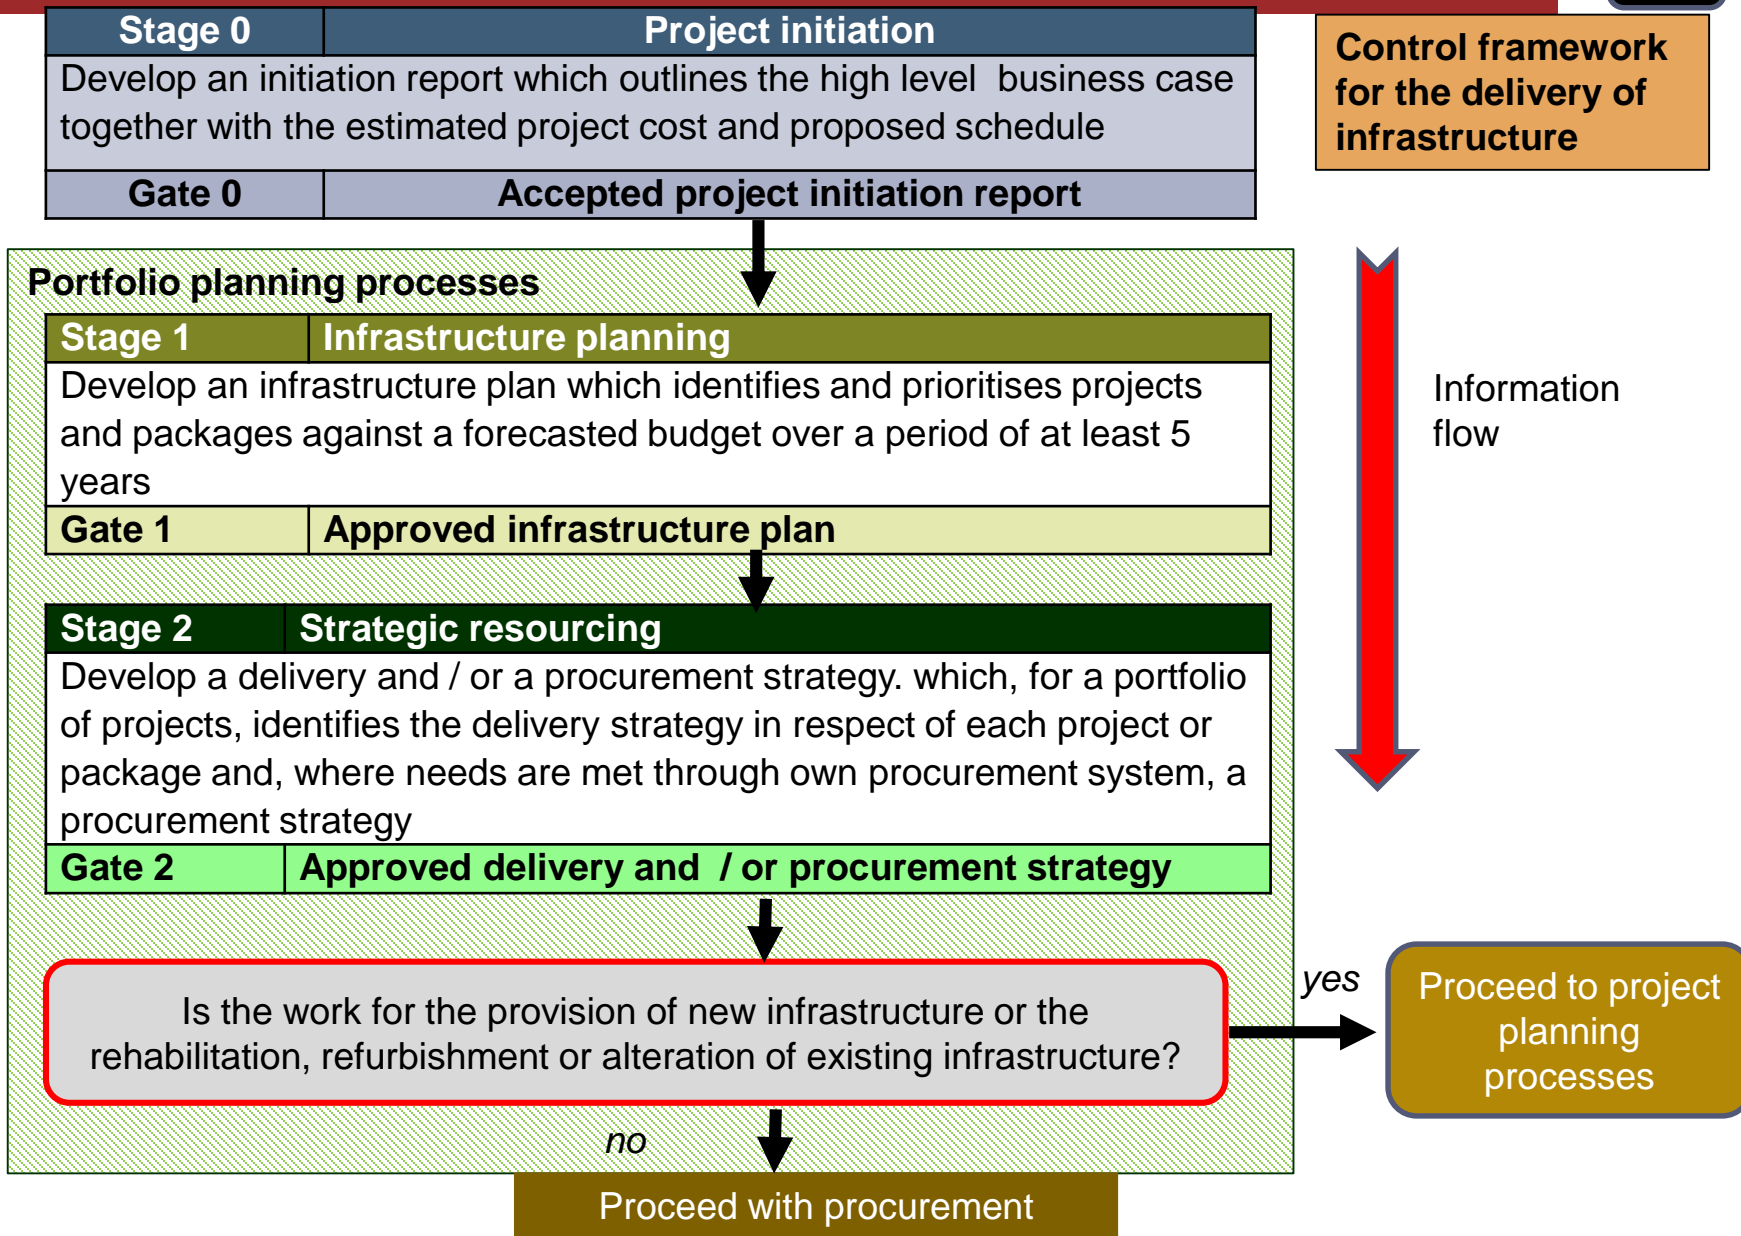 Stage 0 Project initiation
Develop an initiation report which outlines the high level business case
together with the estimated project cost and proposed schedule
Gate 0 Accepted project initiation report
Control framework
for the delivery of
infrastructure
Portfolio planning processes
Stage 1 Infrastructure planning
Develop an infrastructure plan which identifies and prioritises projects
and packages against a forecasted budget over a period of at least 5
years
Gate 1 Approved infrastructure plan
Information
flow
Stage 2 Strategic resourcing
Develop a delivery and / or a procurement strategy. which, for a portfolio
of projects, identifies the delivery strategy in respect of each project or
package and, where needs are met through own procurement system, a
procurement strategy
Gate 2 Approved delivery and / or procurement strategy
Is the work for the provision of new infrastructure or the
rehabilitation, refurbishment or alteration of existing infrastructure?
yes
Proceed to project
planning
processes
no
Proceed with procurement